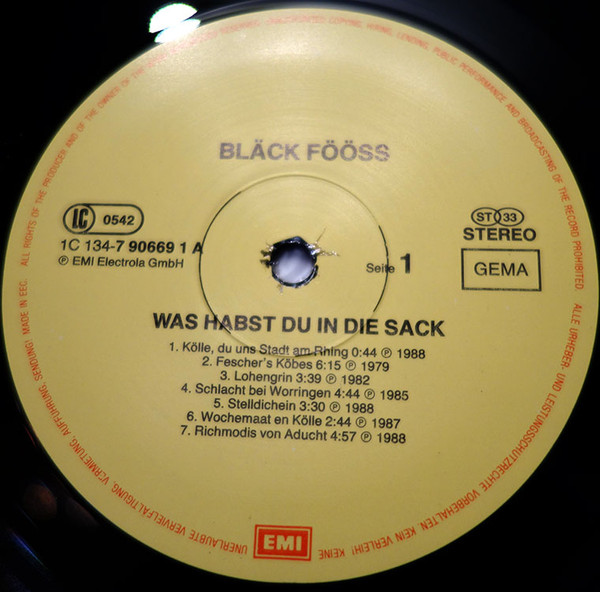 BLÄCK FÖÖSS
LC 0542
1C 134-7 90669 1 A
℗ EMI Electrola GmbH
Seite 1
ST 33
STEREO
GEMA
WAS HABST DU IN DIE SACK
1. Kölle, du uns Stadt am Rhing 0:44 ℗ 1988
2. Fescher's Köbes 6:15 ℗ 1979
3. Lohengrin 3:39 ℗ 1982
4. Schlacht bei Worringen 4:44 ℗ 1985
5. Stelldichein 3:30 ℗ 1988
6. Wochemaat en Kölle 2:44 ℗ 1987
7. Richmodis von Aducht 4:57 ℗ 1988
EMI
ALL RIGHTS OF THE PRODUCER AND OF THE OWNER OF THE COPYING, HIRING, LENDING, PUBLIC PERFORMANCE AND BROADCASTING OF THE RECORD PROHIBITED. ALLE URHEBER- UND LEISTUNGSSCHUTZRECHTE VORBEHALTEN. KEIN VERLEIH! KEINE UNERLAUBTE VERVIELFÄLTIGUNG, VERMIETUNG, AUFFÜHRUNG, SENDUNG! MADE IN EEC.